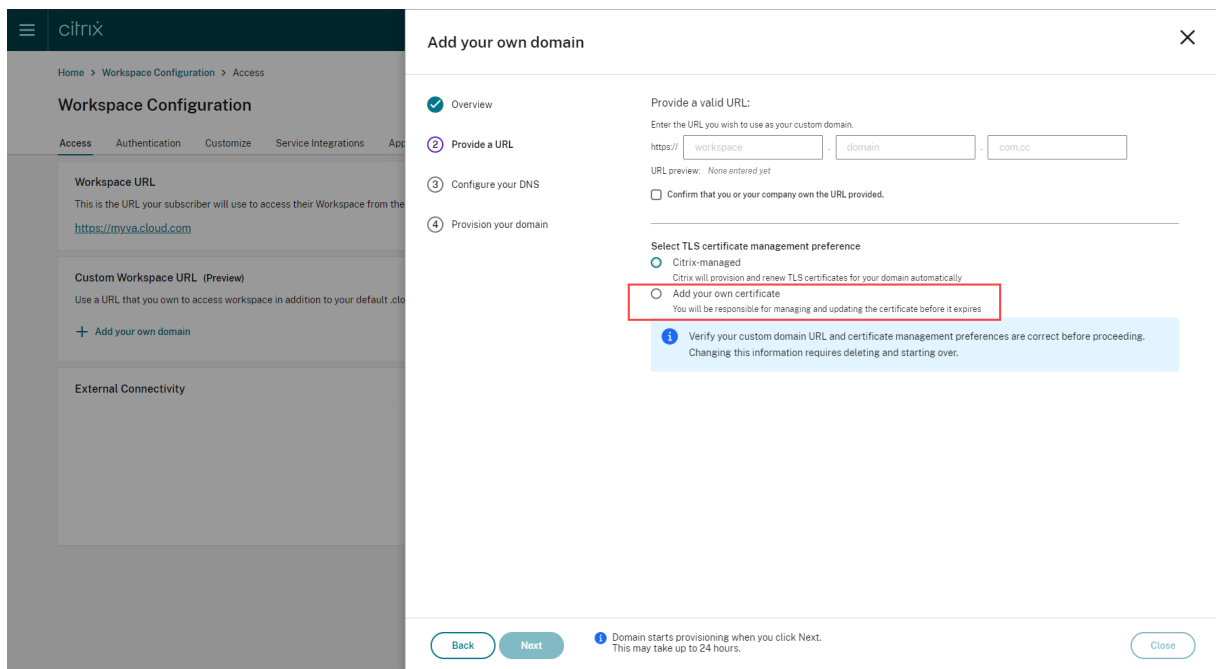 citrix
Home > Workspace Configuration > Access
Workspace Configuration
Access Authentication Customize Service Integrations App
Workspace URL
This is the URL your subscriber will use to access their Workspace from the
https://myva.cloud.com
Custom Workspace URL (Preview)
Use a URL that you own to access workspace in addition to your default .clo
+ Add your own domain
External Connectivity
Add your own domain
Overview
2 Provide a URL
3 Configure your DNS
4 Provision your domain
Provide a valid URL:
Enter the URL you wish to use as your custom domain.
https:// workspace . domain . com.cc
URL preview: None entered yet
Confirm that you or your company own the URL provided.
Select TLS certificate management preference
Citrix-managed
Citrix will provision and renew TLS certificates for your domain automatically
Add your own certificate
You will be responsible for managing and updating the certificate before it expires
Verify your custom domain URL and certificate management preferences are correct before proceeding.
Changing this information requires deleting and starting over.
Back Next
Domain starts provisioning when you click Next.
This may take up to 24 hours.
Close